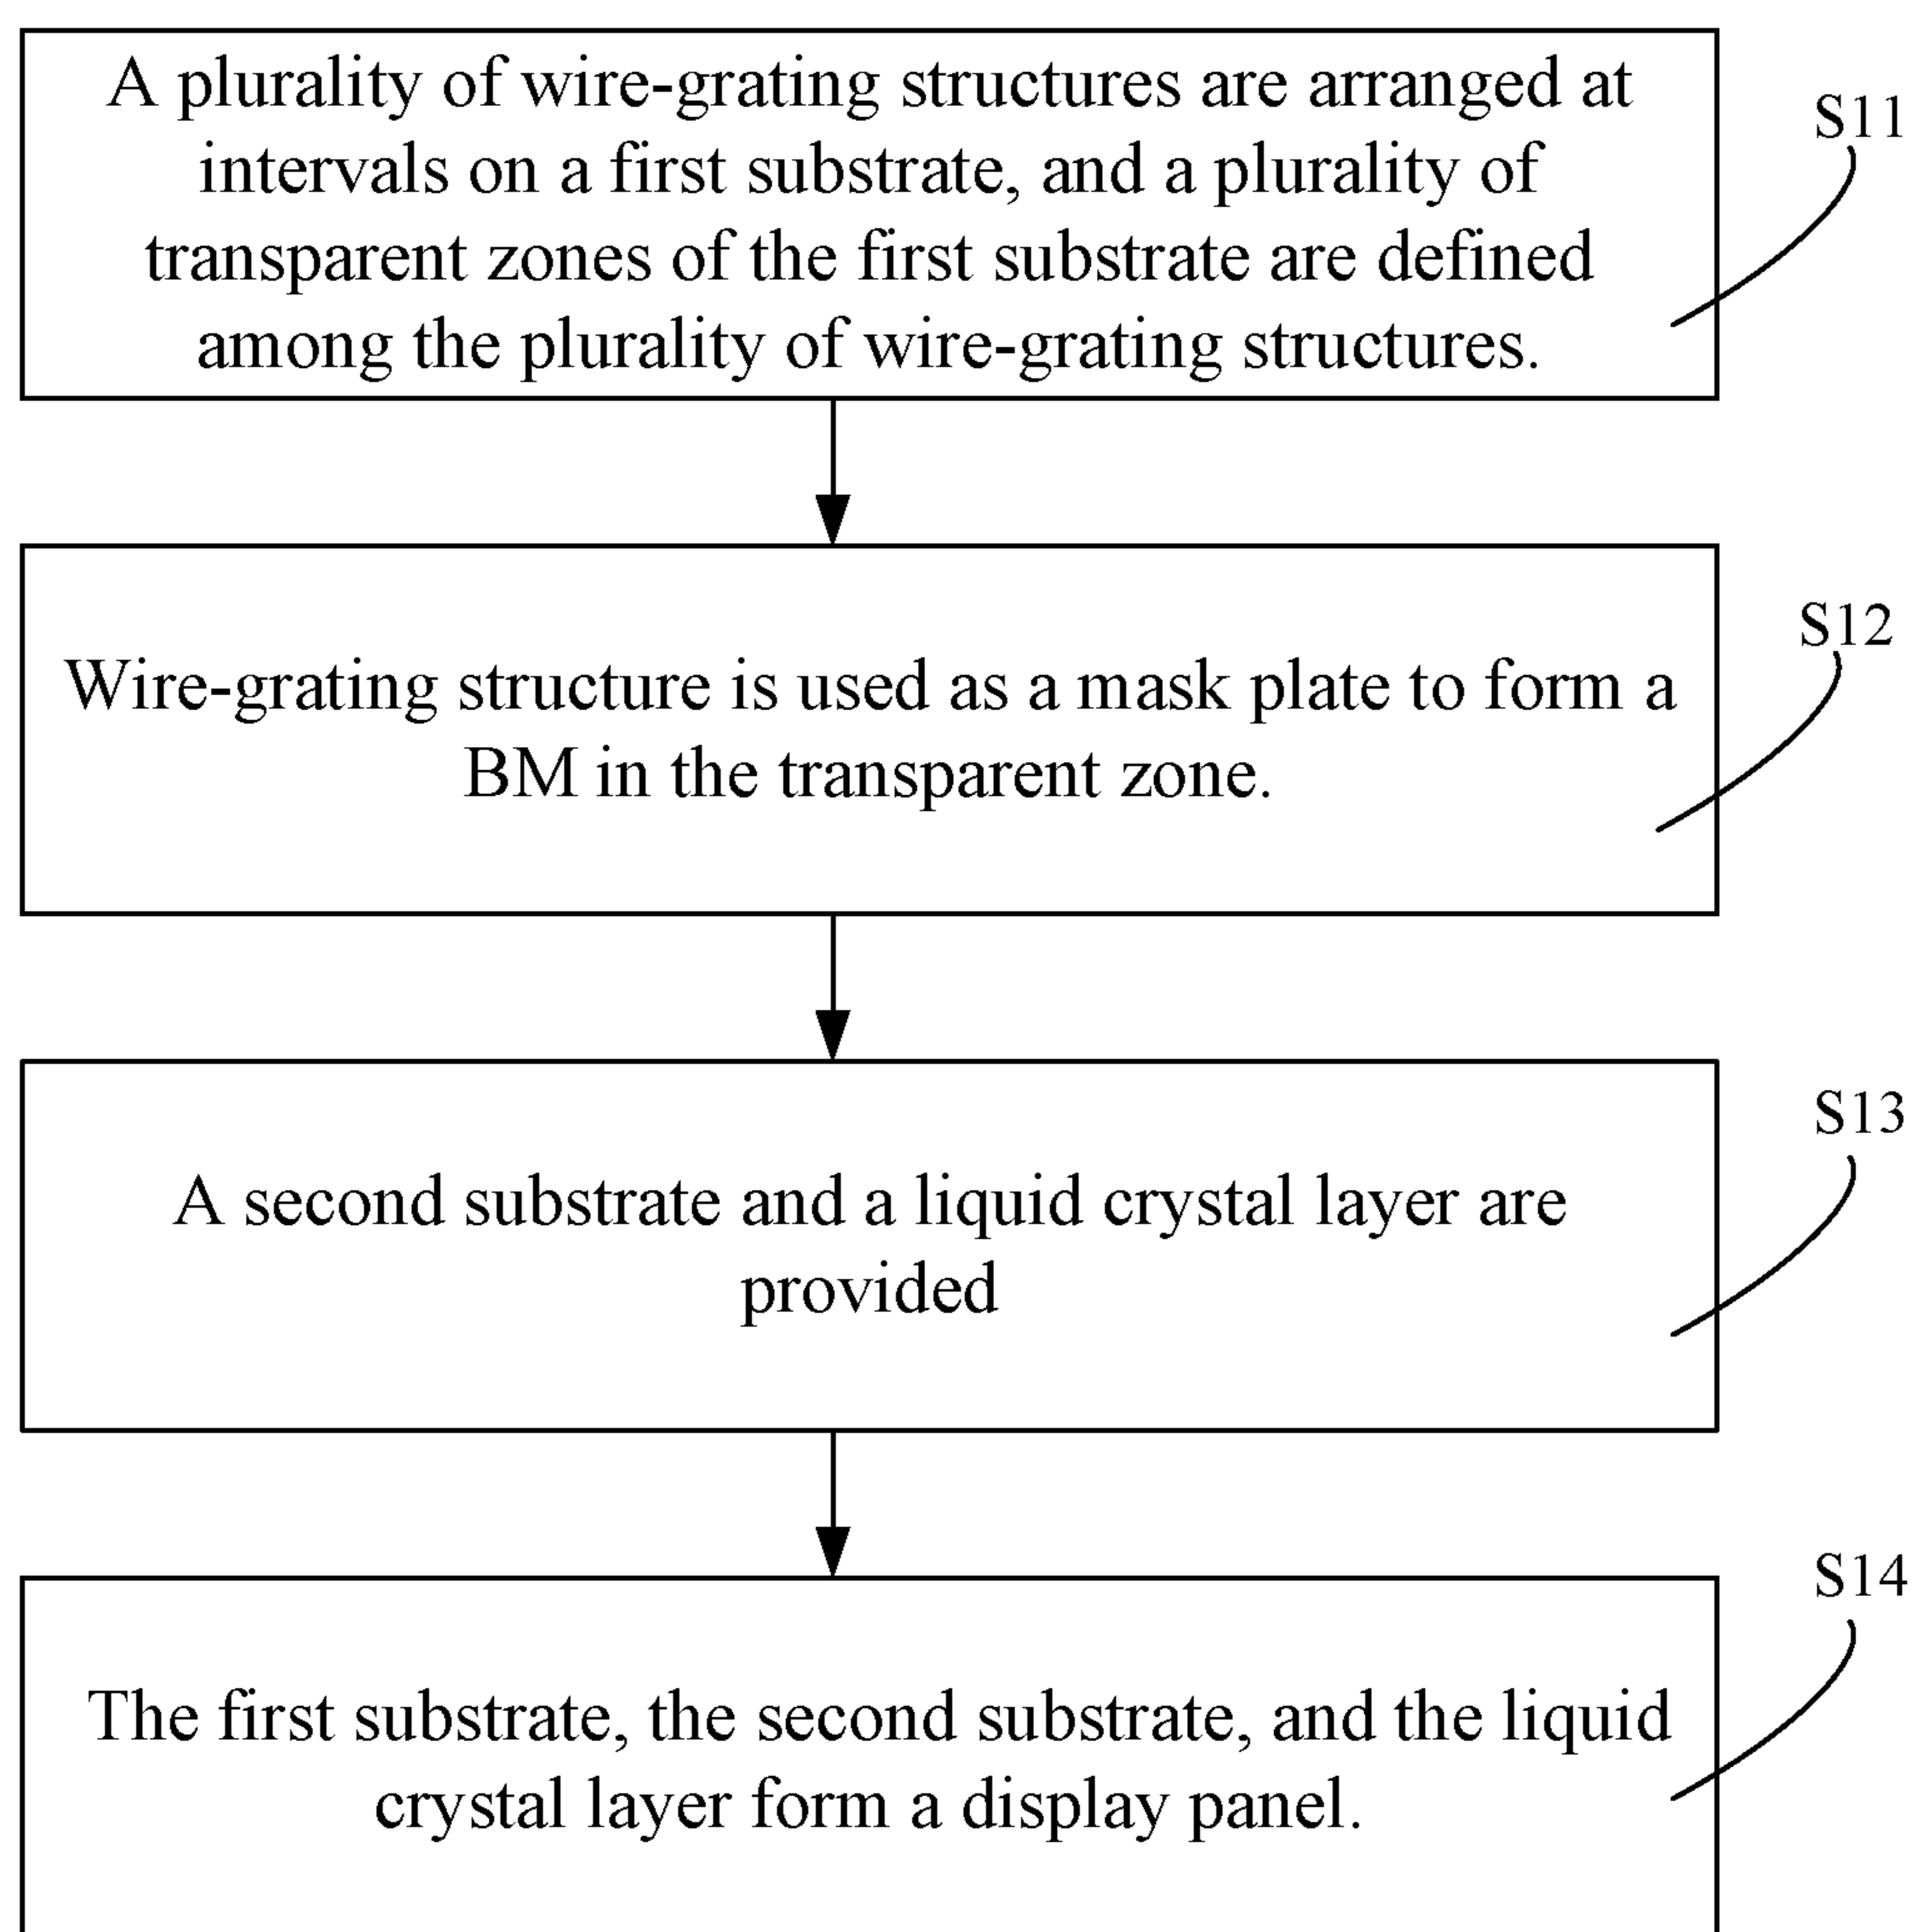 A plurality of wire-grating structures are arranged at
intervals on a first substrate, and a plurality of
transparent zones of the first substrate are defined
among the plurality of wire-grating structures.
S11
Wire-grating structure is used as a mask plate to form a
BM in the transparent zone.
S12
A second substrate and a liquid crystal layer are
provided
S13
The first substrate, the second substrate, and the liquid
crystal layer form a display panel.
S14